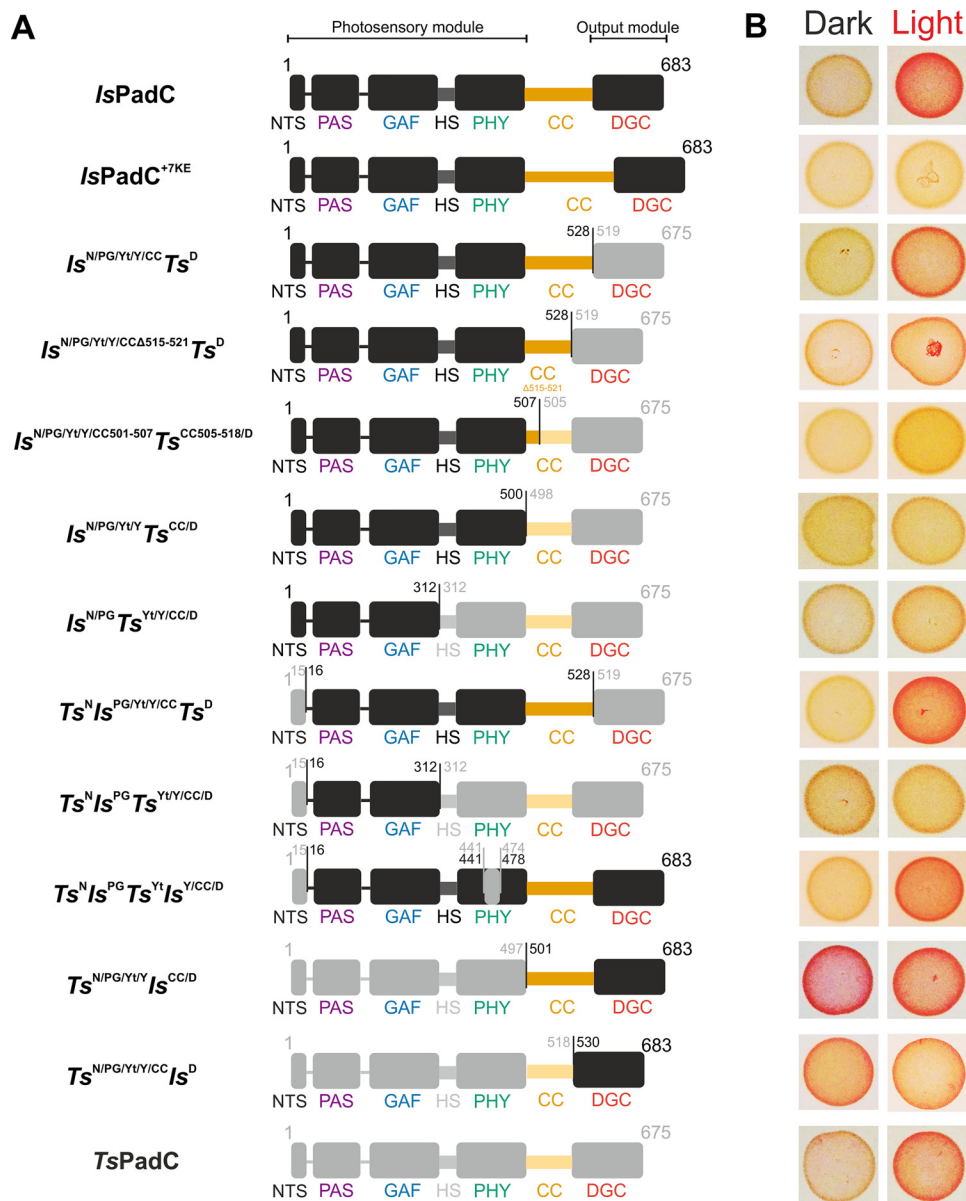 A
Photosensory module
Output module
B
Dark
Light
IsPadC
1
683
NTS PAS GAF HS PHY CC DGC
IsPadC+7KE
1
683
NTS PAS GAF HS PHY CC DGC
IsN/PG/Yt/Y/CCTsD
1
528 519
675
NTS PAS GAF HS PHY CC DGC
IsN/PG/Yt/Y/CCΔ515-521TsD
1
528 519
675
NTS PAS GAF HS PHY CC DGC
Δ515-521
IsN/PG/Yt/Y/CC501-507TsCC505-518/D
1
507 505
675
NTS PAS GAF HS PHY CC DGC
IsN/PG/Yt/YTsCC/D
1
500 498
675
NTS PAS GAF HS PHY CC DGC
IsN/PGTsYt/Y/CC/D
1
312 312
675
NTS PAS GAF HS PHY CC DGC
TsNIsPG/Yt/Y/CCTsD
1 15 16
528 519
675
NTS PAS GAF HS PHY CC DGC
TsNIsPGTsYt/Y/CC/D
1 15 16
312 312
675
NTS PAS GAF HS PHY CC DGC
TsNIsPGTsYtIsY/CC/D
1 15 16
441 474
441 478
683
NTS PAS GAF HS PHY CC DGC
TsN/PG/Yt/YIsCC/D
1
497 501
683
NTS PAS GAF HS PHY CC DGC
TsN/PG/Yt/Y/CCIsD
1
518 530
683
NTS PAS GAF HS PHY CC DGC
TsPadC
1
675
NTS PAS GAF HS PHY CC DGC